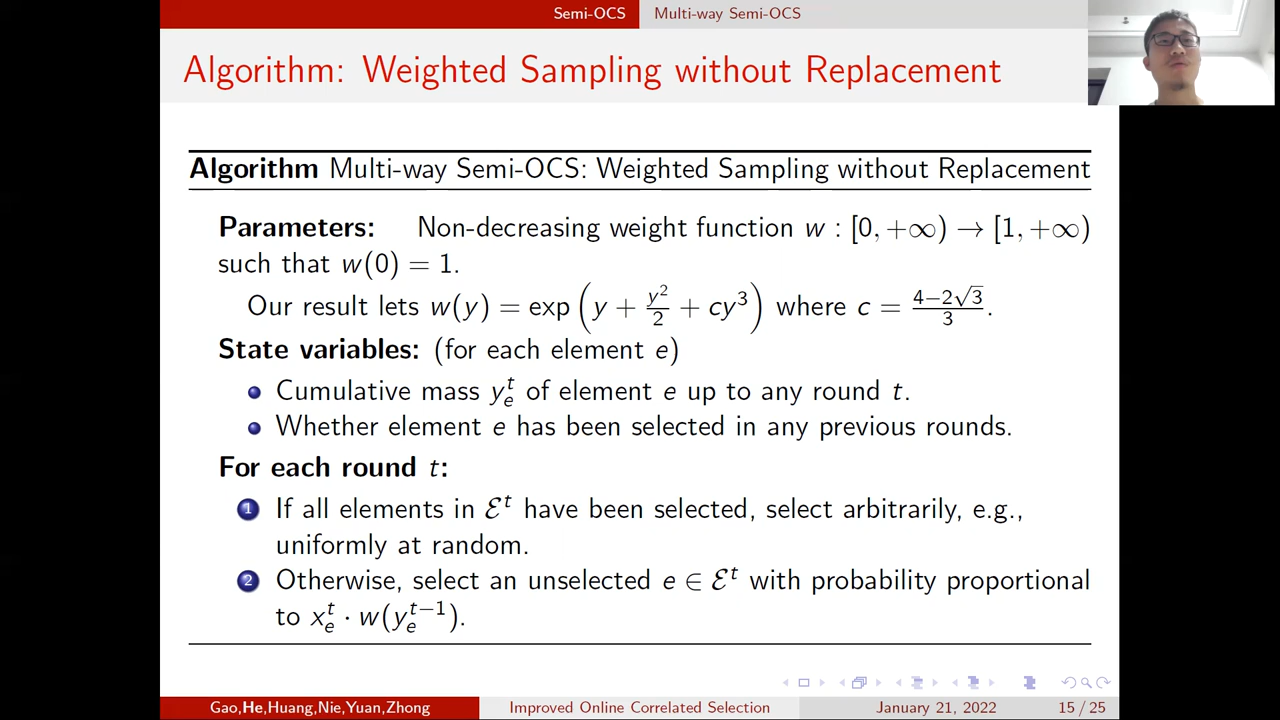 Semi-OCS Multi-way Semi-OCS
Algorithm: Weighted Sampling without Replacement
Algorithm Multi-way Semi-OCS: Weighted Sampling without Replacement
Parameters: Non-decreasing weight function w : [0, +∞) → [1, +∞)
such that w(0) = 1.
Our result lets w(y) = exp(y + y²/2 + cy³) where c = (4−2√3)/3.
State variables: (for each element e)
Cumulative mass y_e^t of element e up to any round t.
Whether element e has been selected in any previous rounds.
For each round t:
1 If all elements in ℰ^t have been selected, select arbitrarily, e.g.,
uniformly at random.
2 Otherwise, select an unselected e ∈ ℰ^t with probability proportional
to x_e^t · w(y_e^{t−1}).
Gao,He,Huang,Nie,Yuan,Zhong Improved Online Correlated Selection January 21, 2022 15 / 25